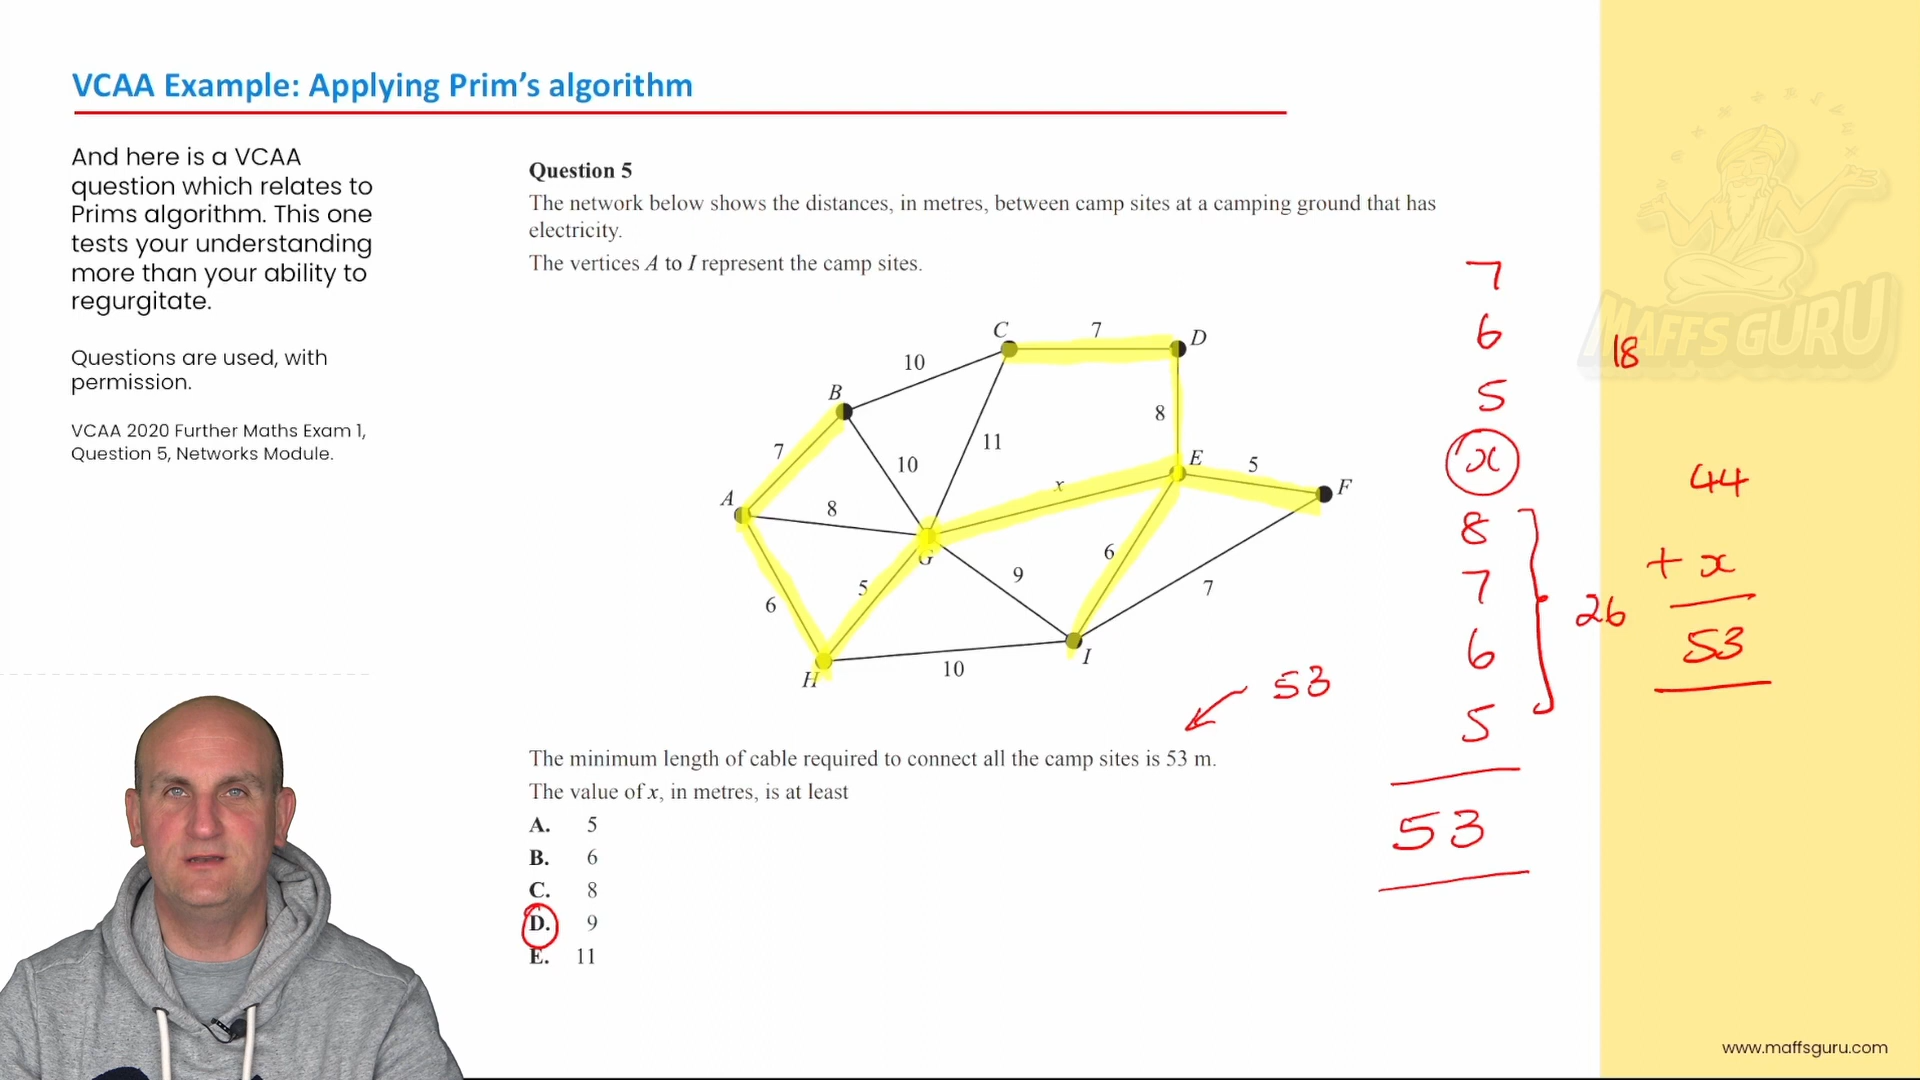 VCAA Example: Applying Prim's algorithm
And here is a VCAA
question which relates to
Prims algorithm. This one
tests your understanding
more than your ability to
regurgitate.
Questions are used, with
permission.
VCAA 2020 Further Maths Exam 1,
Question 5, Networks Module.
Question 5
The network below shows the distances, in metres, between camp sites at a camping ground that has
electricity.
The vertices A to I represent the camp sites.
C
7
D
10
B
8
11
7
10
E
5
F
x
A
8
G
6
9
5
7
6
10
I
H
53
The minimum length of cable required to connect all the camp sites is 53 m.
The value of x, in metres, is at least
A. 5
B. 6
C. 8
D. 9
E. 11
7
6
5
x
8
7
6
5
53
18
26
44
+ x
53
MAFFS GURU
www.maffsguru.com